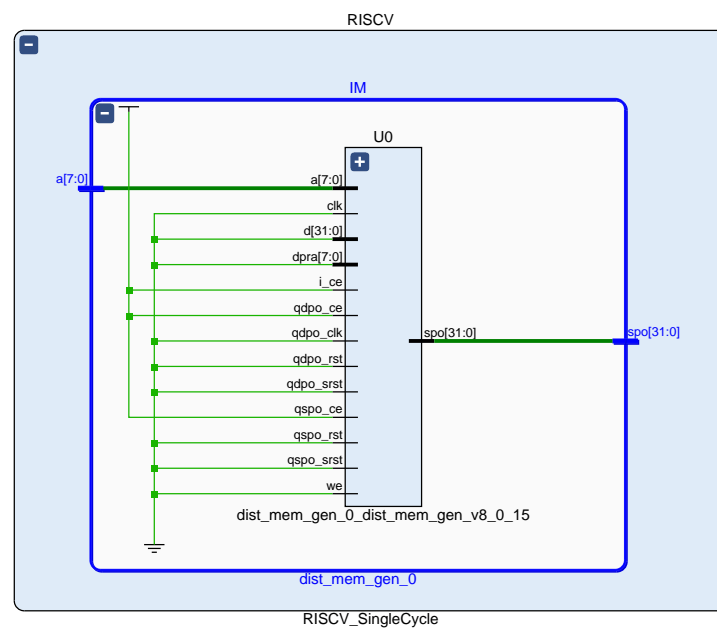 RISCV
IM
U0
a[7:0]
a[7:0]
clk
d[31:0]
dpra[7:0]
i_ce
qdpo_ce
qdpo_clk
qdpo_rst
qdpo_srst
qspo_ce
qspo_rst
qspo_srst
we
spo[31:0]
spo[31:0]
dist_mem_gen_0_dist_mem_gen_v8_0_15
dist_mem_gen_0
RISCV_SingleCycle